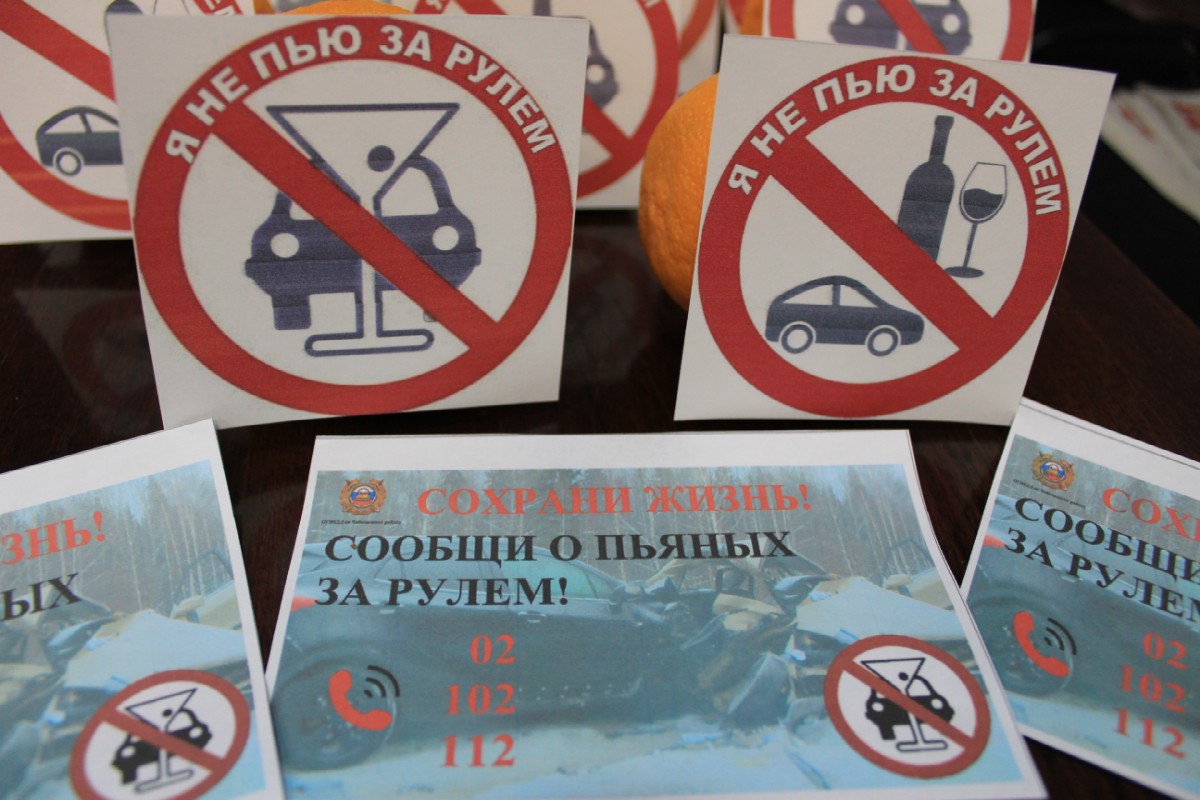 Я НЕ ПЬЮ ЗА РУЛЕМ
Я НЕ ПЬЮ ЗА РУЛЕМ
ЗНЬ!
ЫХ
СОХРАНИ ЖИЗНЬ!
СООБЩИ О ПЬЯНЫХ
ЗА РУЛЕМ!
02
102
112
СОХР
СООБЩИ
ЗА РУЛЕМ
02
102
112